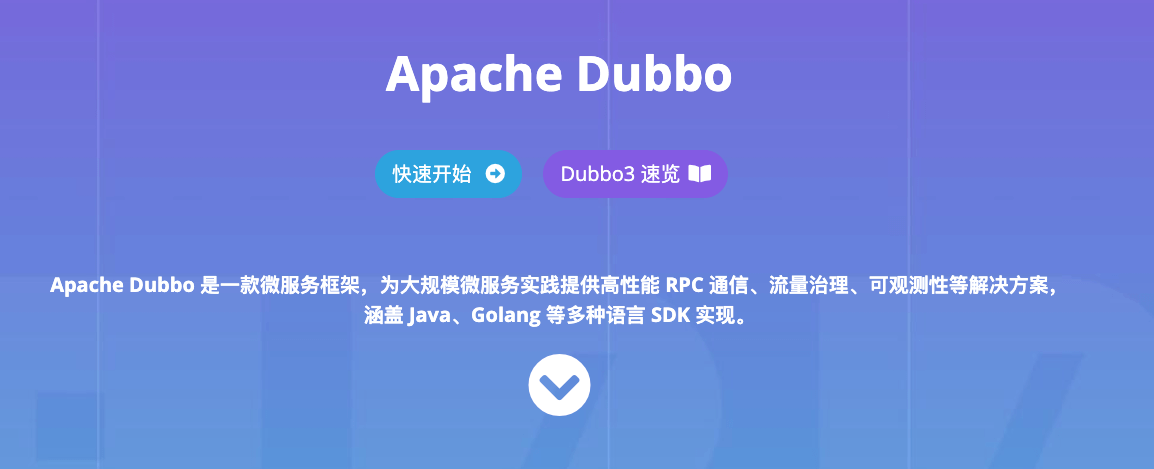 Apache Dubbo
快速开始
Dubbo3 速览
Apache Dubbo 是一款微服务框架，为大规模微服务实践提供高性能 RPC 通信、流量治理、可观测性等解决方案，
涵盖 Java、Golang 等多种语言 SDK 实现。